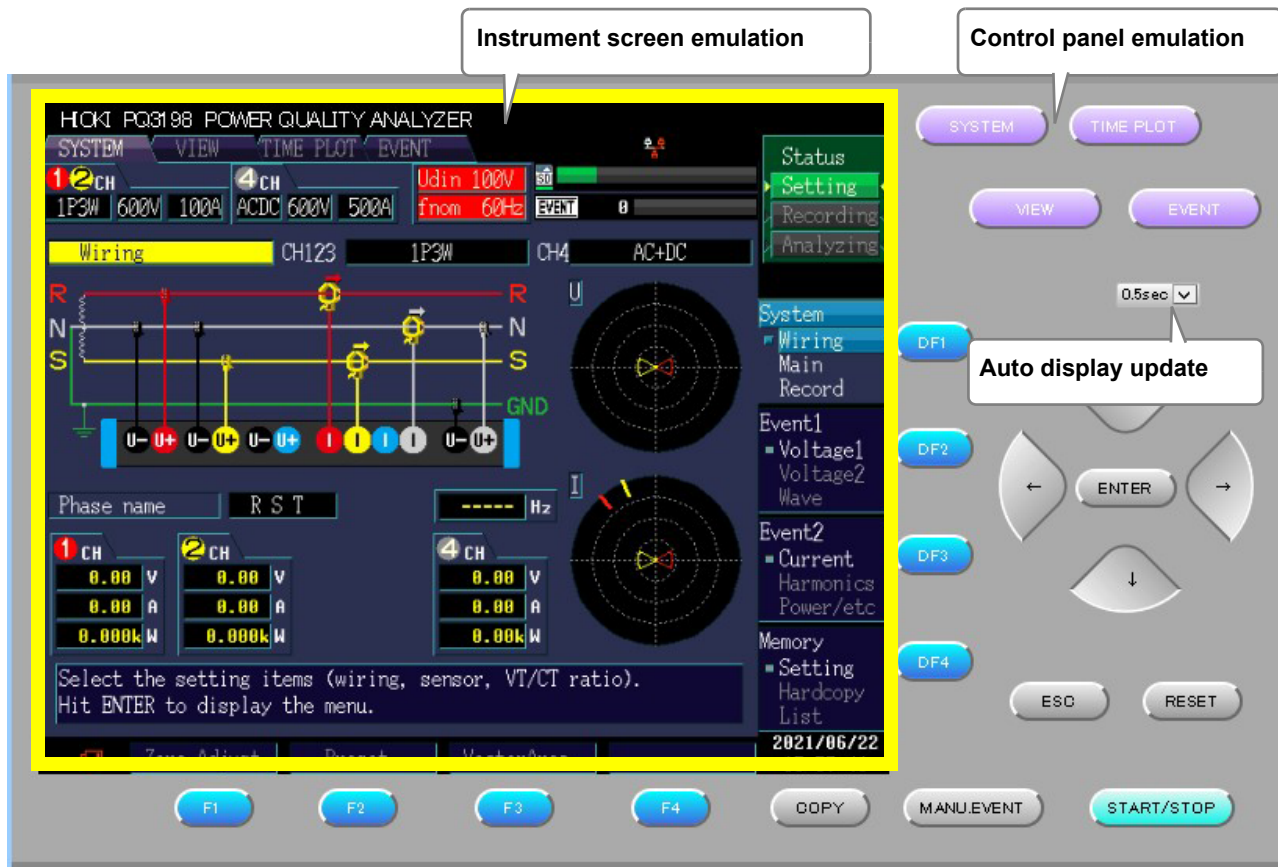 Instrument screen emulation
Control panel emulation
HIOKI PQ3198 POWER QUALITY ANALYZER
SYSTEM VIEW TIME PLOT EVENT
1 2 CH 4 CH Udin 100V SD
1P3W 600V 100A ACDC 600V 500A fnom 60Hz EVENT 0
Status
Setting
Recording
Analyzing
SYSTEM TIME PLOT
VIEW EVENT
0.5sec
Auto display update
Wiring CH123 1P3W CH4 AC+DC
R R U
N N
S S
GND
U- U+ U- U+ U- U+ I I I I U- U+
I
Phase name R S T ----- Hz
1 CH 2 CH 4 CH
0.00 V 0.00 V 0.00 V
0.00 A 0.00 A 0.00 A
0.000k W 0.000k W 0.00k W
Select the setting items (wiring, sensor, VT/CT ratio).
Hit ENTER to display the menu.
System
Wiring
Main
Record
Event1
Voltage1
Voltage2
Wave
Event2
Current
Harmonics
Power/etc
Memory
Setting
Hardcopy
List
2021/06/22
DF1
DF2
DF3
DF4
← ENTER →
↓
ESC RESET
F1 F2 F3 F4 COPY MANU.EVENT START/STOP